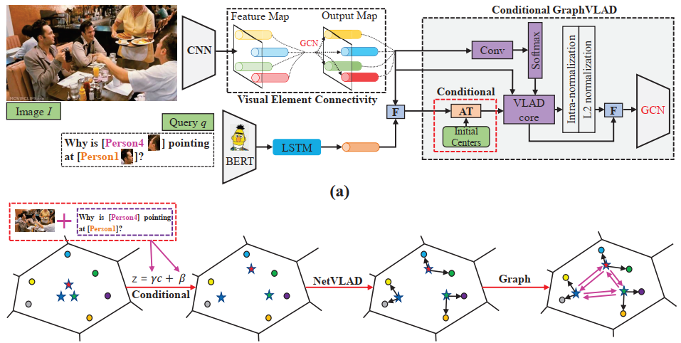 Conditional GraphVLAD
Feature Map
Output Map
CNN
GCN
Conv
Softmax
Intra-normalization
L2 normalization
Visual Element Connectivity
Conditional
Image I
Query q
F
AT
VLAD
core
F
GCN
Initial
Centers
Why is [Person4 ] pointing
at [Person1 ]?
BERT
LSTM
(a)
Why is [Person4] pointing
at [Person1]?
z = γc + β
Conditional
NetVLAD
Graph